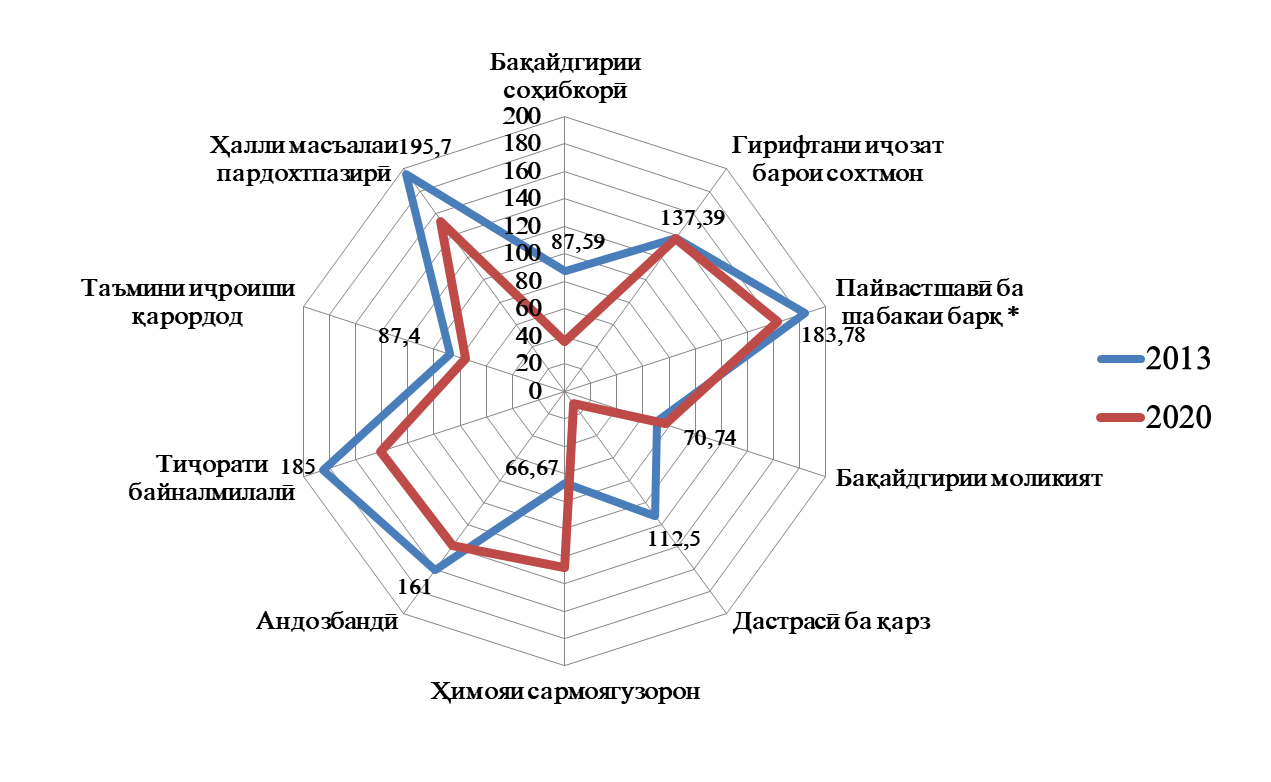 Бақайдгирии
соҳибкорӣ
200
180
160
140
120
100
80
60
40
20
0
Гирифтани иҷозат
барои сохтмон
Пайвастшавӣ ба
шабакаи барқ *
Бақайдгирии моликият
Дастрасӣ ба қарз
Ҳимояи сармоягузорон
Андозбандӣ
Тиҷорати
байналмилалӣ
Таъмини иҷроиши
қарордод
Ҳалли масъалаи
пардохтпазирӣ
87,59
137,39
183,78
70,74
112,5
66,67
161
185
87,4
195,7
2013
2020